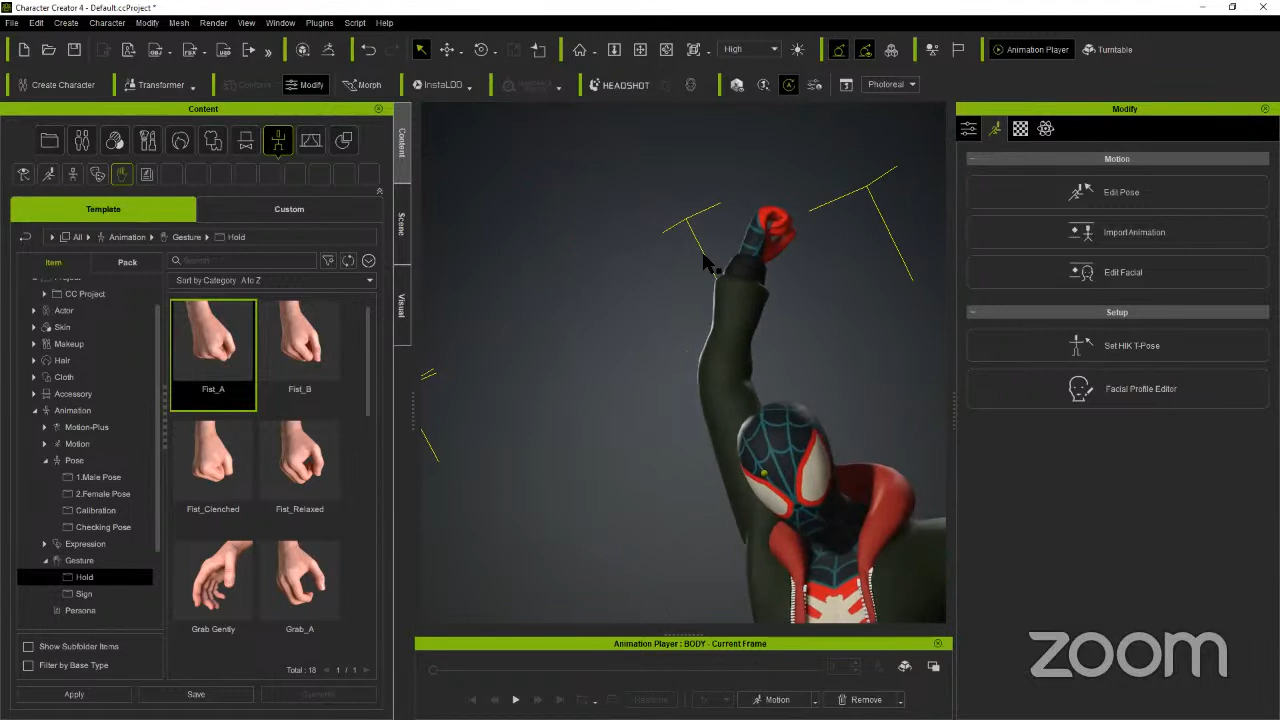 Character Creator 4 - Default.ccProject *
File Edit Create Character Modify Mesh Render View Window Plugins Script Help
High Animation Player Turntable
Create Character Transformer Conform Modify Morph InstaLOD HEADSHOT Photoreal
Content
Content
Scene
Visual
Template Custom
All Animation Gesture Hold
Item Pack
Search
Sort by Category A to Z
CC Project
Actor
Skin
Makeup
Hair
Cloth
Accessory
Animation
Motion-Plus
Motion
Pose
1.Male Pose
2.Female Pose
Calibration
Checking Pose
Expression
Gesture
Hold
Sign
Persona
Fist_A Fist_B
Fist_Clenched Fist_Relaxed
Grab Gently Grab_A
Show Subfolder Items
Filter by Base Type
Total : 18 1 / 1
Apply Save Overwrite
Modify
Motion
Edit Pose
Import Animation
Edit Facial
Setup
Set HIK T-Pose
Facial Profile Editor
Animation Player : BODY - Current Frame
Motion Remove
zoom